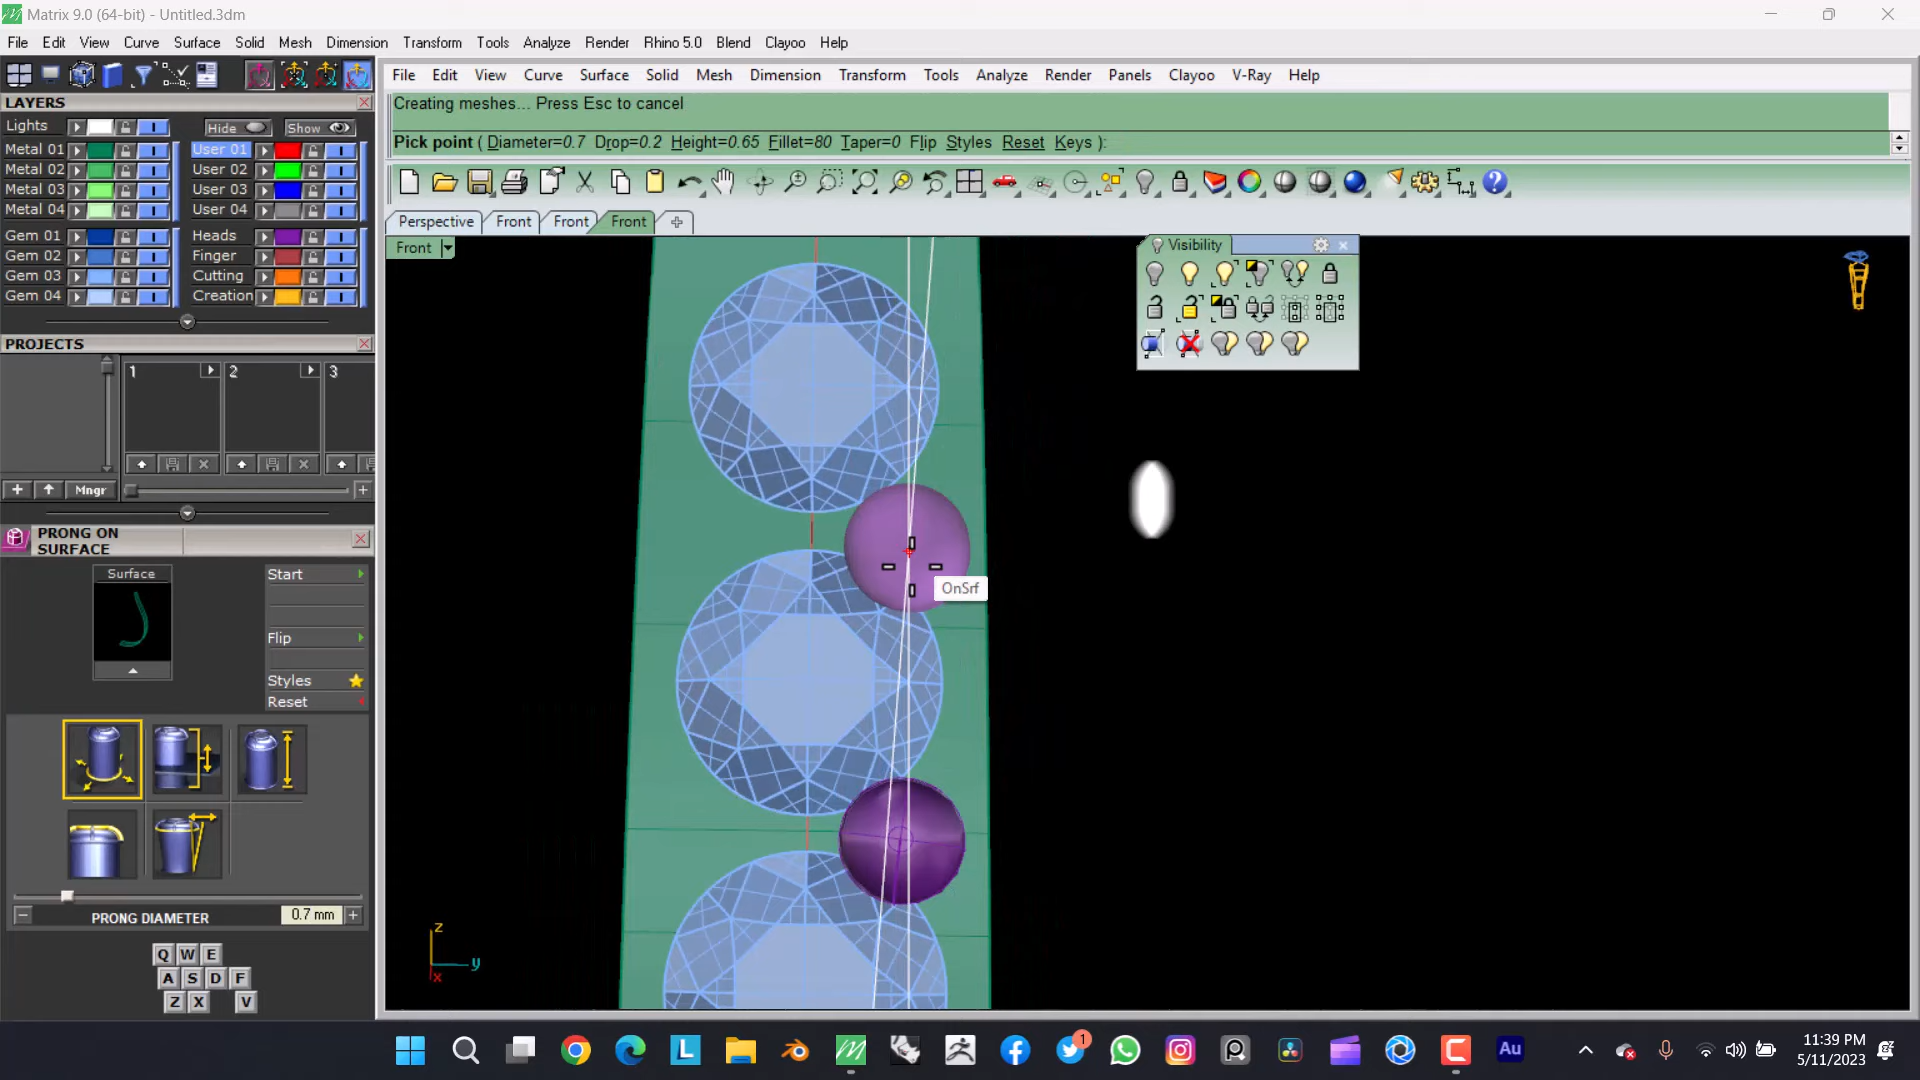 Matrix 9.0 (64-bit) - Untitled.3dm
File Edit View Curve Surface Solid Mesh Dimension Transform Tools Analyze Render Rhino 5.0 Blend Clayoo Help
File Edit View Curve Surface Solid Mesh Dimension Transform Tools Analyze Render Panels Clayoo V-Ray Help
Creating meshes... Press Esc to cancel
Pick point ( Diameter=0.7 Drop=0.2 Height=0.65 Fillet=80 Taper=0 Flip Styles Reset Keys ):
Perspective Front Front Front
Front
Visibility
OnSrf
z
y
x
LAYERS
Lights Hide Show
Metal 01 User 01
Metal 02 User 02
Metal 03 User 03
Metal 04 User 04
Gem 01 Heads
Gem 02 Finger
Gem 03 Cutting
Gem 04 Creation
PROJECTS
1 2 3
Mngr
PRONG ON
SURFACE
Surface
Start
Flip
Styles
Reset
PRONG DIAMETER 0.7 mm
Q W E
A S D F
Z X V
L
1
Au
11:39 PM
5/11/2023